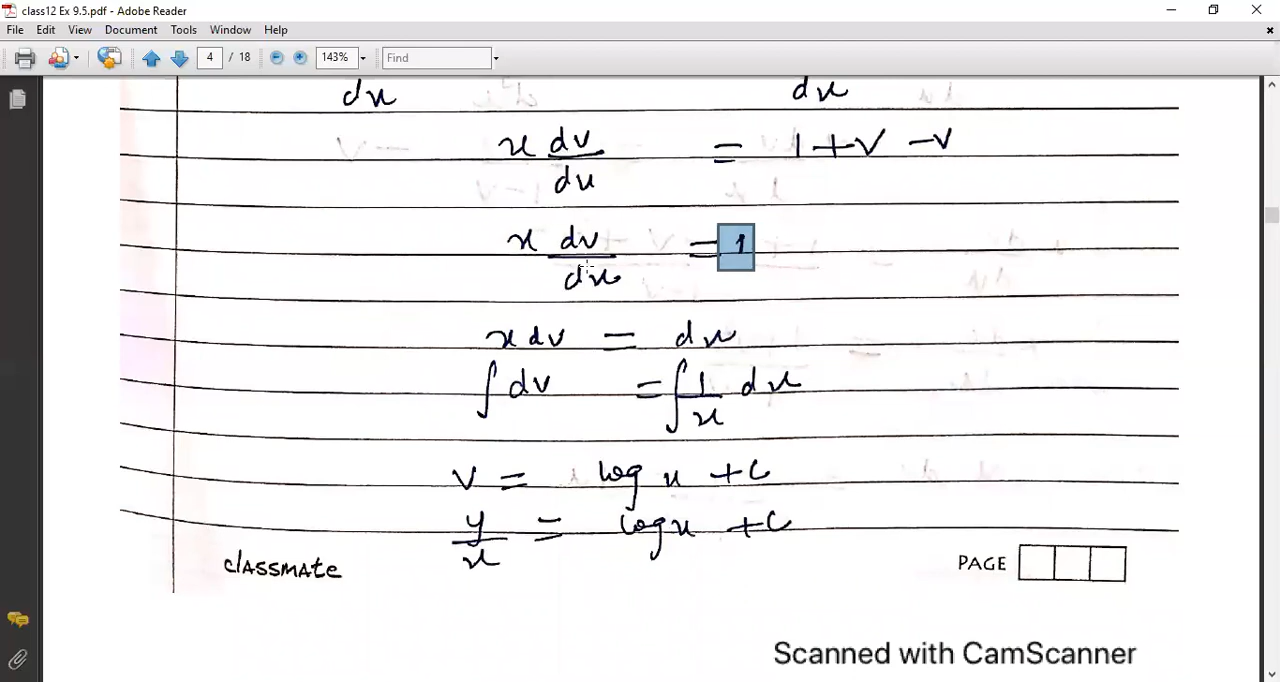 class12 Ex 9.5.pdf - Adobe Reader
File Edit View Document Tools Window Help
4 / 18 143% Find
dx dx
x dv/dx = 1 + v - v
x dv/dx = 1
x dv = dx
∫ dv = ∫ 1/x dx
v = log x + c
y/x = log x + c
classmate PAGE
Scanned with CamScanner